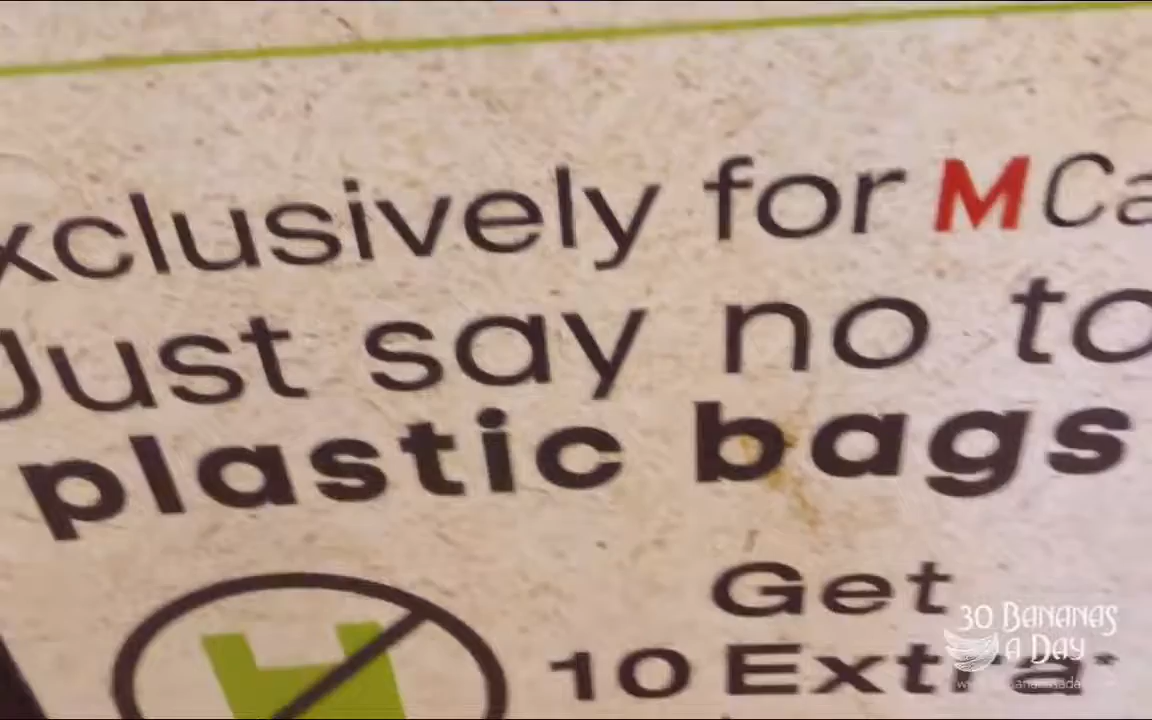 xclusively for MCa
Just say no to
plastic bags
Get
10 Extra*
30 BANANAS
A DAY